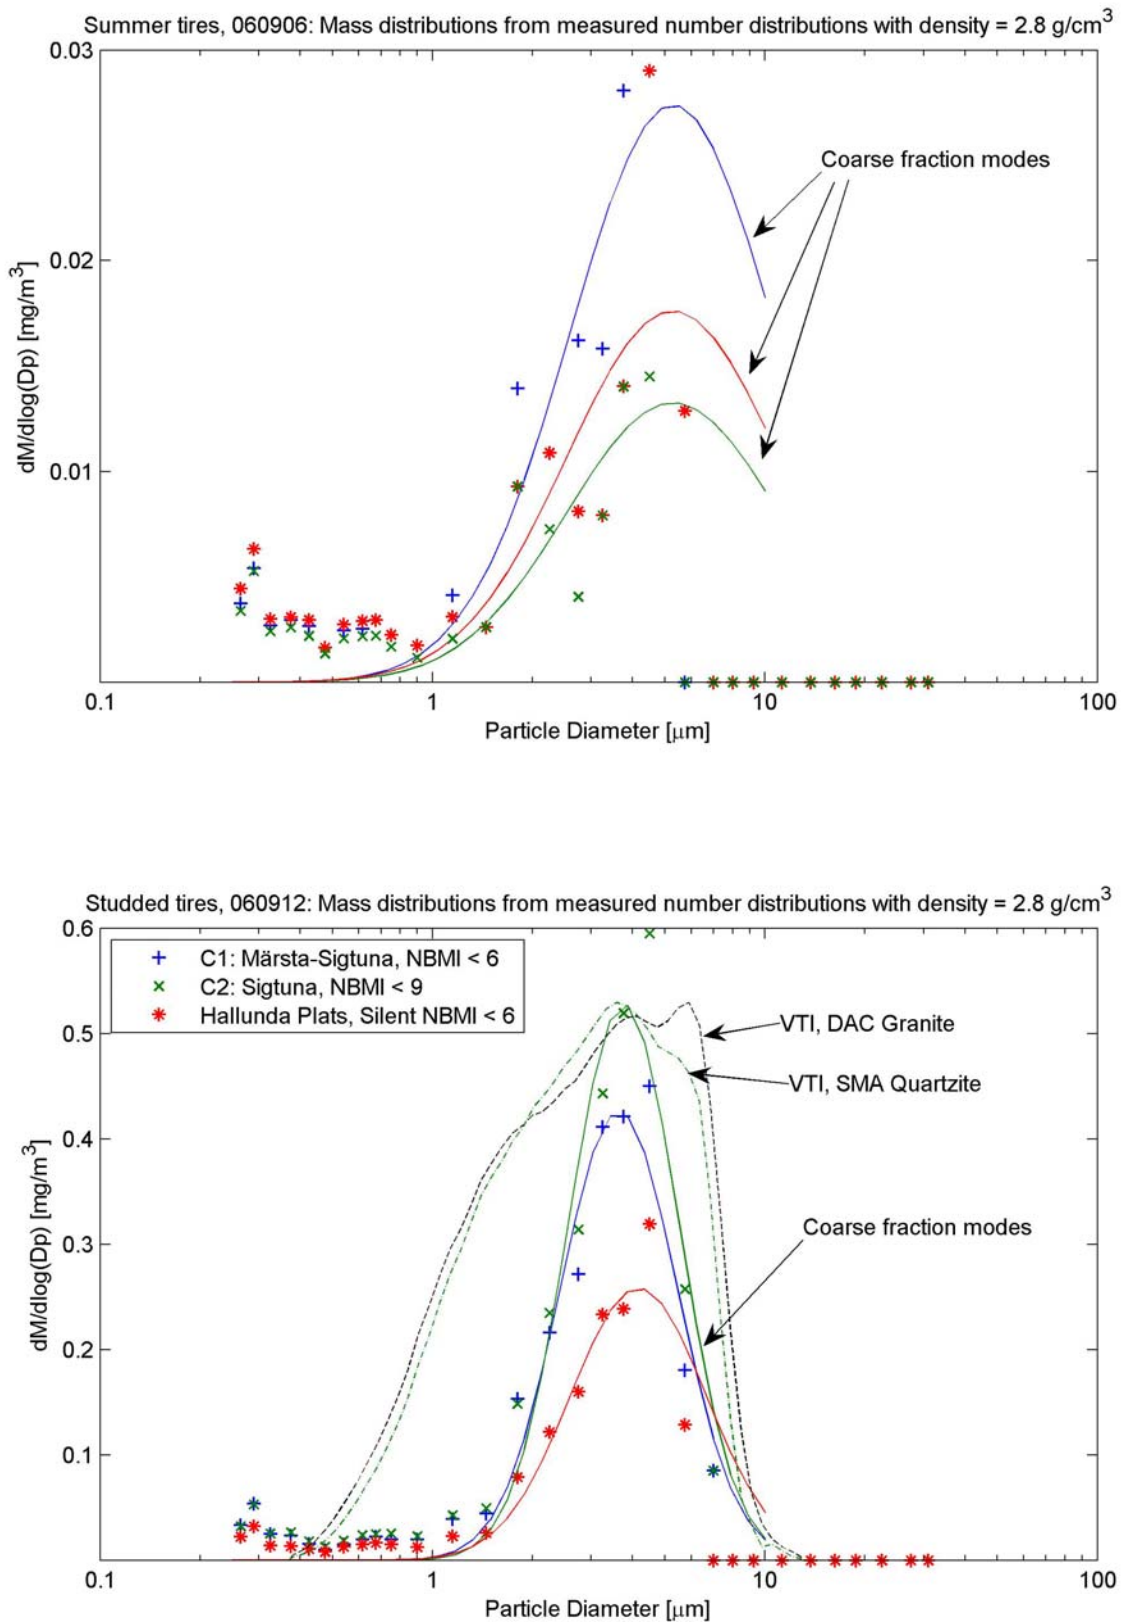 Summer tires, 060906: Mass distributions from measured number distributions with density = 2.8 g/cm³
0.03
0.02
0.01
dM/dlog(Dp) [mg/m³]
Coarse fraction modes
0.1
1
10
100
Particle Diameter [μm]
Studded tires, 060912: Mass distributions from measured number distributions with density = 2.8 g/cm³
0.6
0.5
0.4
0.3
0.2
0.1
dM/dlog(Dp) [mg/m³]
C1: Märsta-Sigtuna, NBMI < 6
C2: Sigtuna, NBMI < 9
Hallunda Plats, Silent NBMI < 6
VTI, DAC Granite
VTI, SMA Quartzite
Coarse fraction modes
0.1
1
10
100
Particle Diameter [μm]